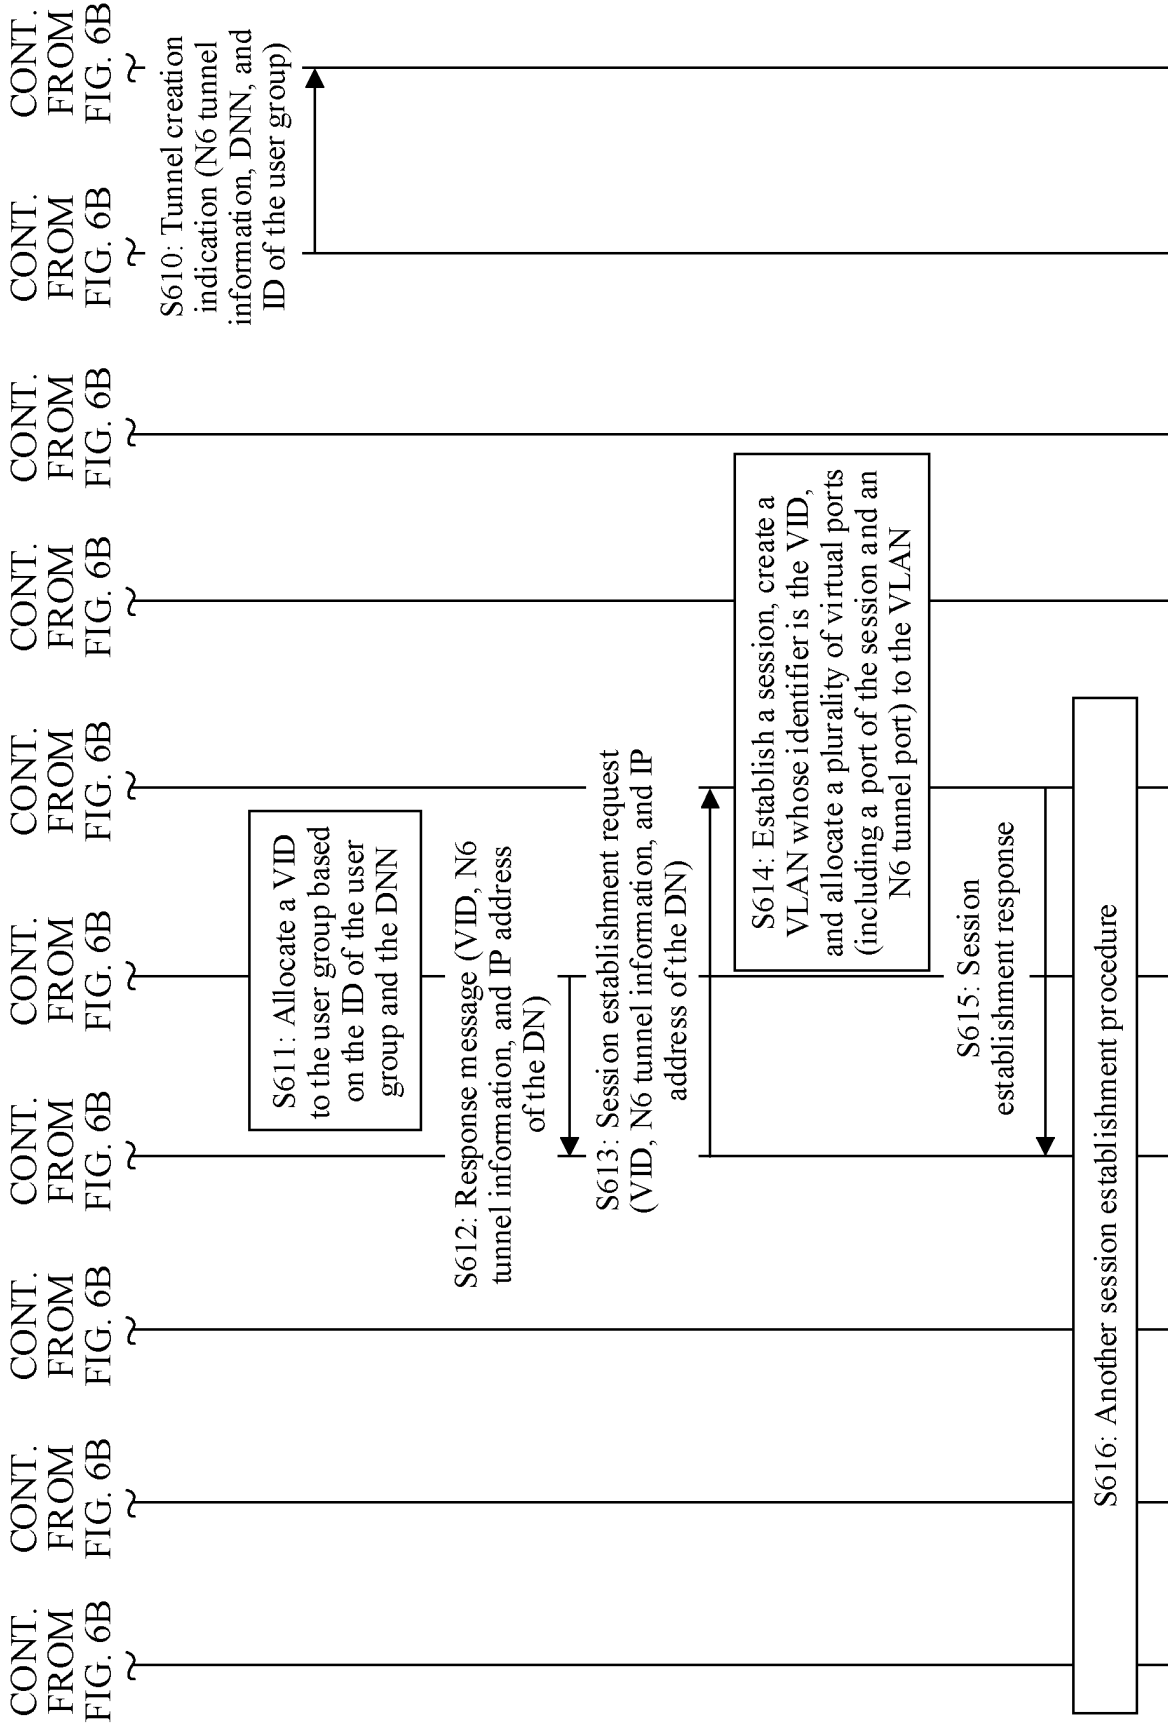 CONT.
FROM
FIG. 6B
CONT.
FROM
FIG. 6B
CONT.
FROM
FIG. 6B
CONT.
FROM
FIG. 6B
CONT.
FROM
FIG. 6B
CONT.
FROM
FIG. 6B
CONT.
FROM
FIG. 6B
CONT.
FROM
FIG. 6B
CONT.
FROM
FIG. 6B
CONT.
FROM
FIG. 6B
S610: Tunnel creation
indication (N6 tunnel
information, DNN, and
ID of the user group)
S611: Allocate a VID
to the user group based
on the ID of the user
group and the DNN
S612: Response message (VID, N6
tunnel information, and IP address
of the DN)
S613: Session establishment request
(VID, N6 tunnel information, and IP
address of the DN)
S614: Establish a session, create a
VLAN whose identifier is the VID,
and allocate a plurality of virtual ports
(including a port of the session and an
N6 tunnel port) to the VLAN
S615: Session
establishment response
S616: Another session establishment procedure